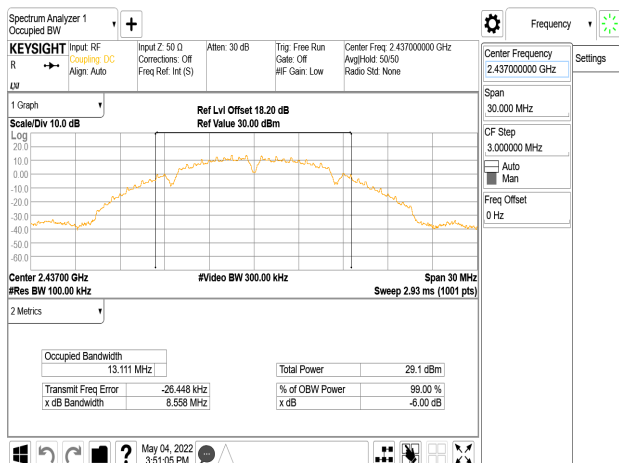 Spectrum Analyzer 1
Occupied BW
Frequency
KEYSIGHT
R
Input: RF
Coupling: DC
Align: Auto
Input Z: 50 Ω
Corrections: Off
Freq Ref: Int (S)
Atten: 30 dB
Trig: Free Run
Gate: Off
#IF Gain: Low
Center Freq: 2.437000000 GHz
Avg|Hold: 50/50
Radio Std: None
Center Frequency
2.437000000 GHz
Settings
Span
30.000 MHz
CF Step
3.000000 MHz
Auto
Man
Freq Offset
0 Hz
1 Graph
Scale/Div 10.0 dB
Ref Lvl Offset 18.20 dB
Ref Value 30.00 dBm
Log
20.0
10.0
0.00
-10.0
-20.0
-30.0
-40.0
-50.0
-60.0
Center 2.43700 GHz
#Video BW 300.00 kHz
Span 30 MHz
#Res BW 100.00 kHz
Sweep 2.93 ms (1001 pts)
2 Metrics
Occupied Bandwidth
13.111 MHz
Total Power 29.1 dBm
Transmit Freq Error -26.448 kHz
% of OBW Power 99.00 %
x dB Bandwidth 8.558 MHz
x dB -6.00 dB
?
May 04, 2022
3:51:05 PM